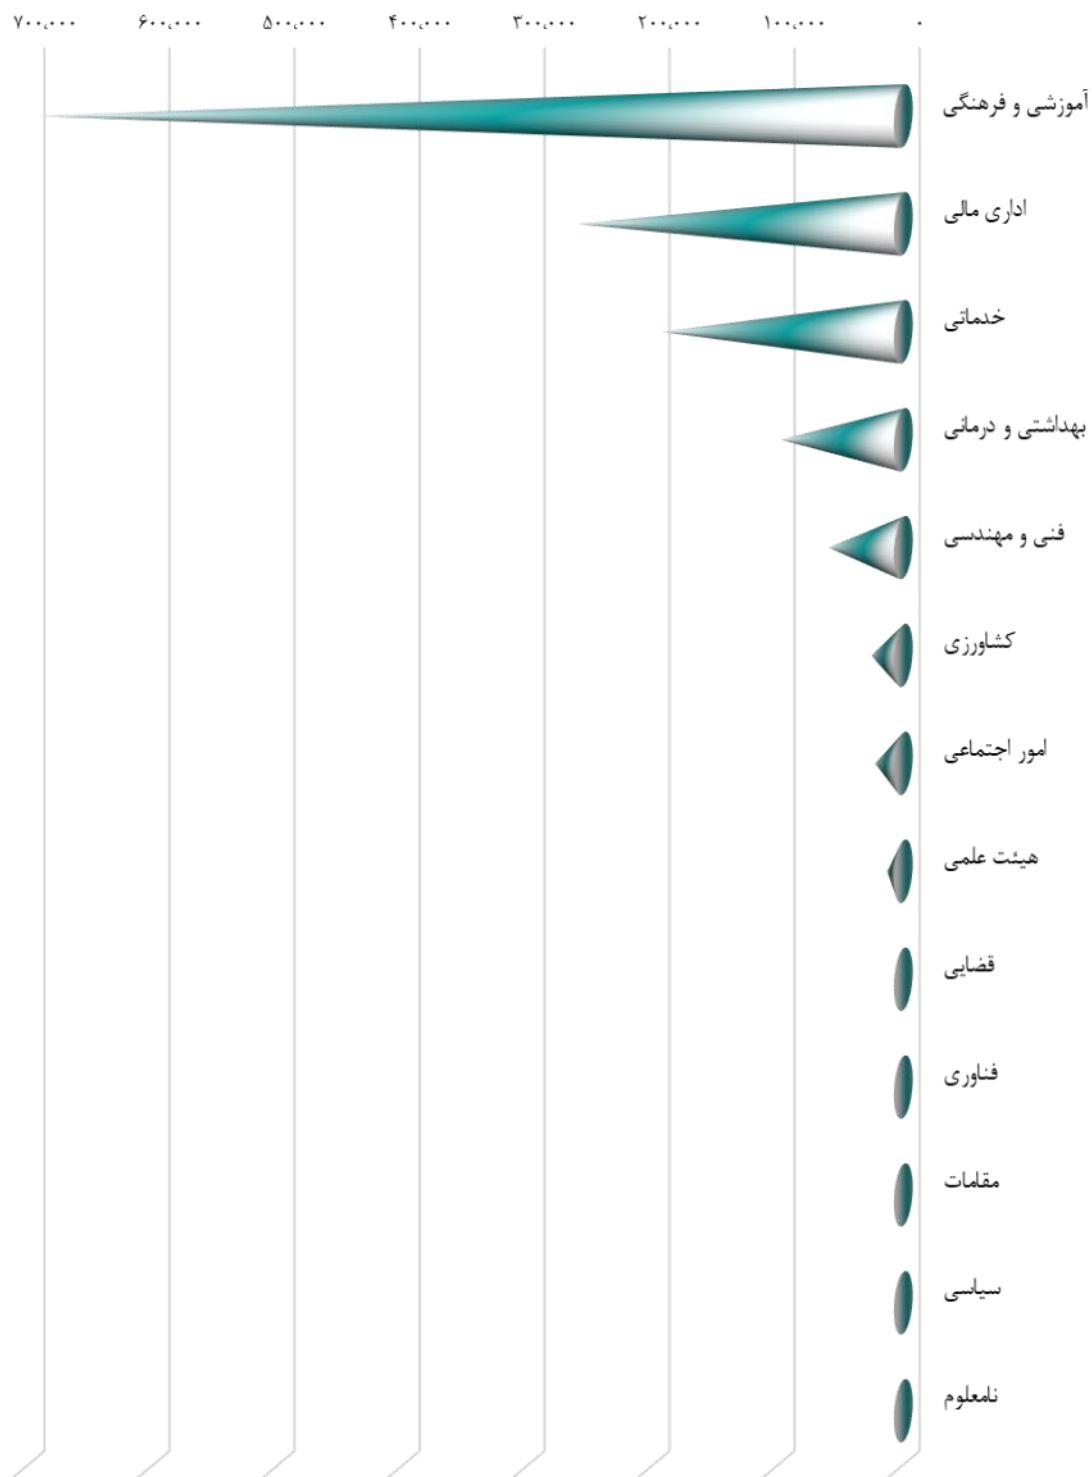 ۷۰۰،۰۰۰ ۶۰۰،۰۰۰ ۵۰۰،۰۰۰ ۴۰۰،۰۰۰ ۳۰۰،۰۰۰ ۲۰۰،۰۰۰ ۱۰۰،۰۰۰ ۰
آموزشی و فرهنگی
اداری مالی
خدماتی
بهداشتی و درمانی
فنی و مهندسی
کشاورزی
امور اجتماعی
هیئت علمی
قضایی
فناوری
مقامات
سیاسی
نامعلوم